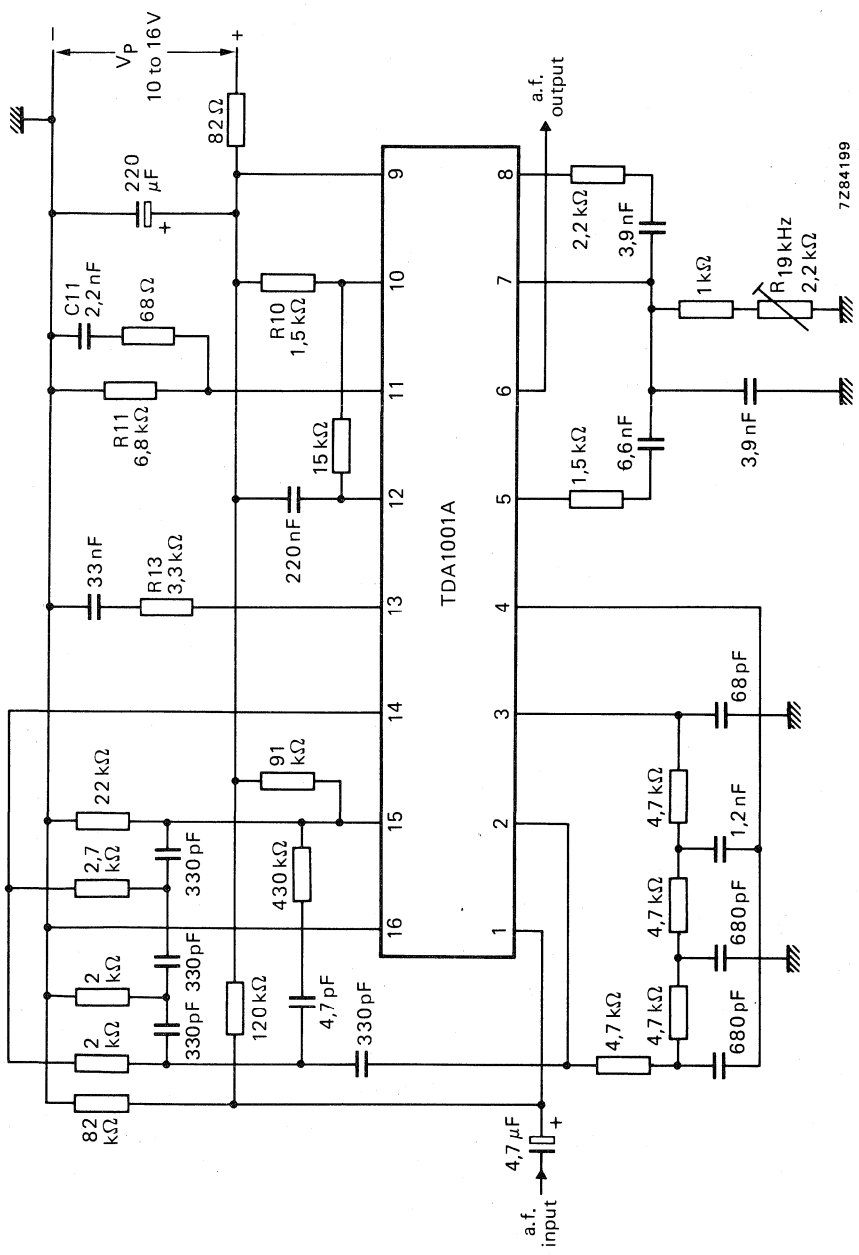 82
kΩ
2
kΩ
2
kΩ
2,7
kΩ
22 kΩ
33 nF
R13
3,3 kΩ
R11
6,8 kΩ
C11
2,2 nF
68 Ω
220
μF
+
−
VP
10 to 16 V
+
82 Ω
330 pF
330 pF
330 pF
91
kΩ
220 nF
15 kΩ
R10
1,5 kΩ
120 kΩ
430 kΩ
4,7 pF
330 pF
16
15
14
13
12
11
10
9
TDA1001A
1
2
3
4
5
6
7
8
a.f.
input
4,7 μF
+
4,7 kΩ
4,7 kΩ
4,7 kΩ
4,7 kΩ
680 pF
680 pF
1,2 nF
68 pF
1,5 kΩ
6,6 nF
3,9 nF
2,2 kΩ
3,9 nF
1 kΩ
R19 kHz
2,2 kΩ
a.f.
output
7Z84199